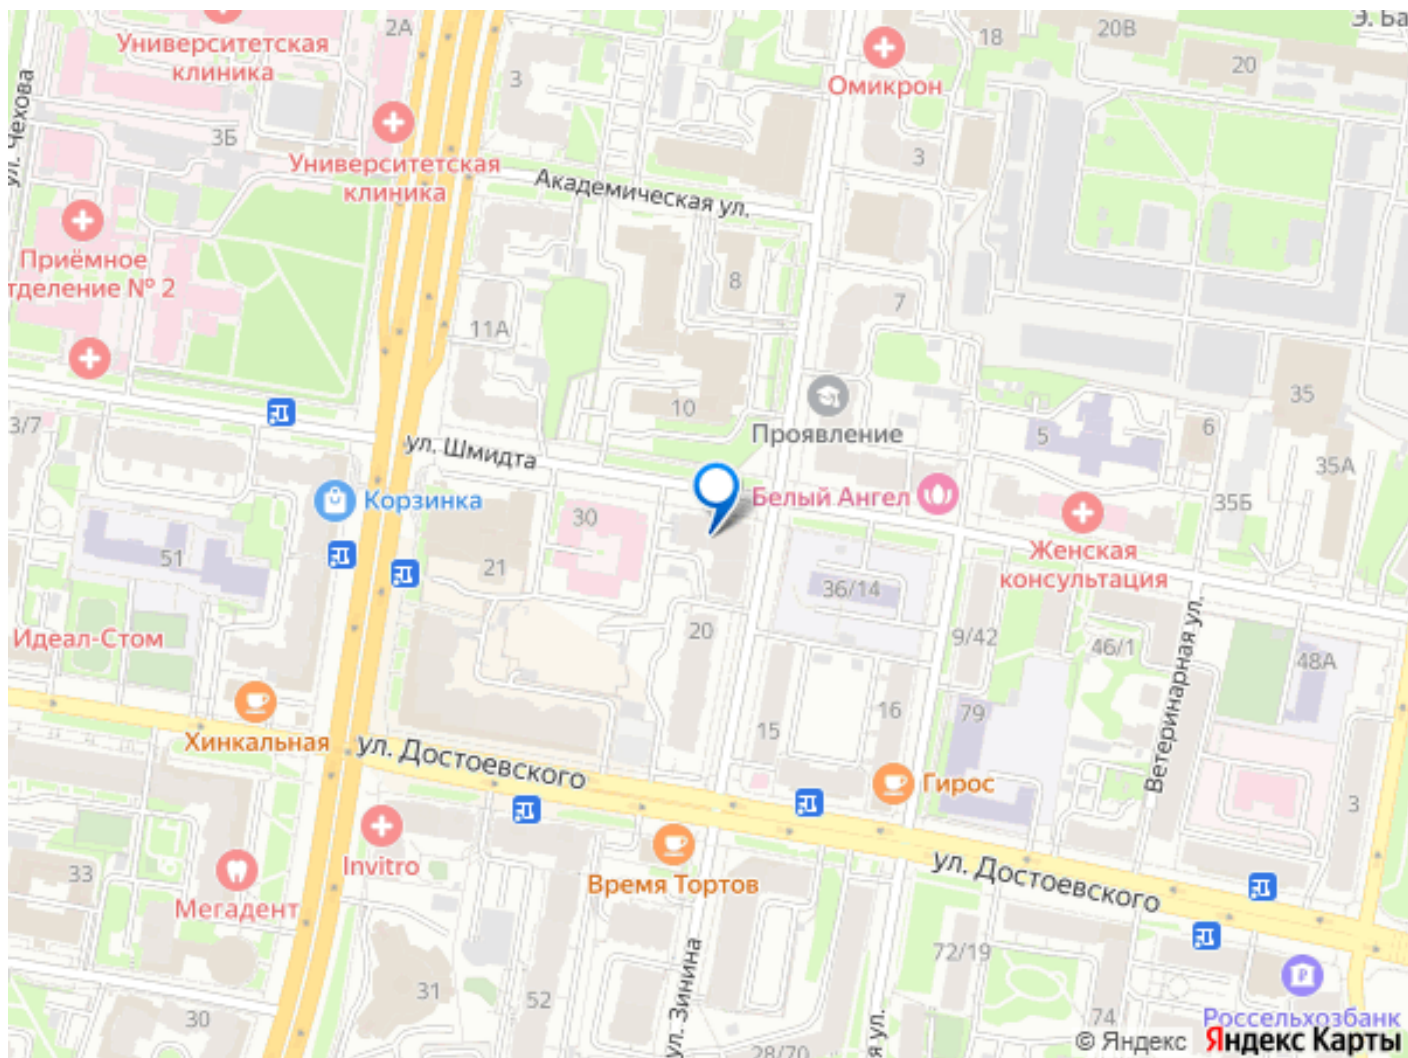 Э. Ба
Университетская
клиника
2А
18
20В
20
3
Омикрон
ул. Чехова
3Б
Университетская
клиника
3
Академическая ул.
Приёмное
тделение № 2
8
7
11А
10
35
3/7
ул. Шмидта
Проявление
5
6
35А
Корзинка
30
Белый Ангел
35Б
51
21
Женская
консультация
36/14
Идеал-Стом
20
9/42
46/1
48А
Ветеринарная ул.
Хинкальная
ул. Достоевского
15
16
79
Гирос
3
Invitro
33
Мегадент
Время Тортов
ул. Достоевского
72/19
31
52
ул. Зинина
30
74
28/70
я ул.
Россельхозбанк
© Яндекс Яндекс Карты